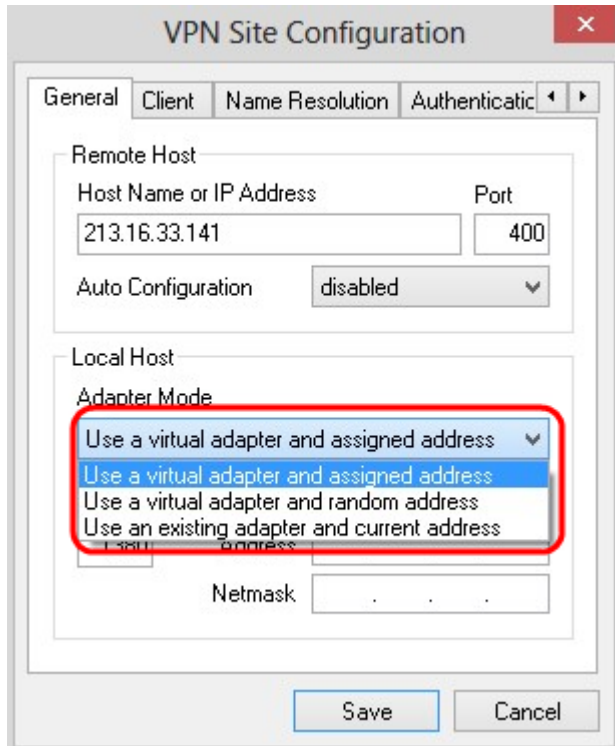 VPN Site Configuration
General Client Name Resolution Authenticatic
Remote Host
Host Name or IP Address Port
213.16.33.141 400
Auto Configuration disabled
Local Host
Adapter Mode
Use a virtual adapter and assigned address
Use a virtual adapter and assigned address
Use a virtual adapter and random address
Use an existing adapter and current address
1380 Address
Netmask . . .
Save Cancel